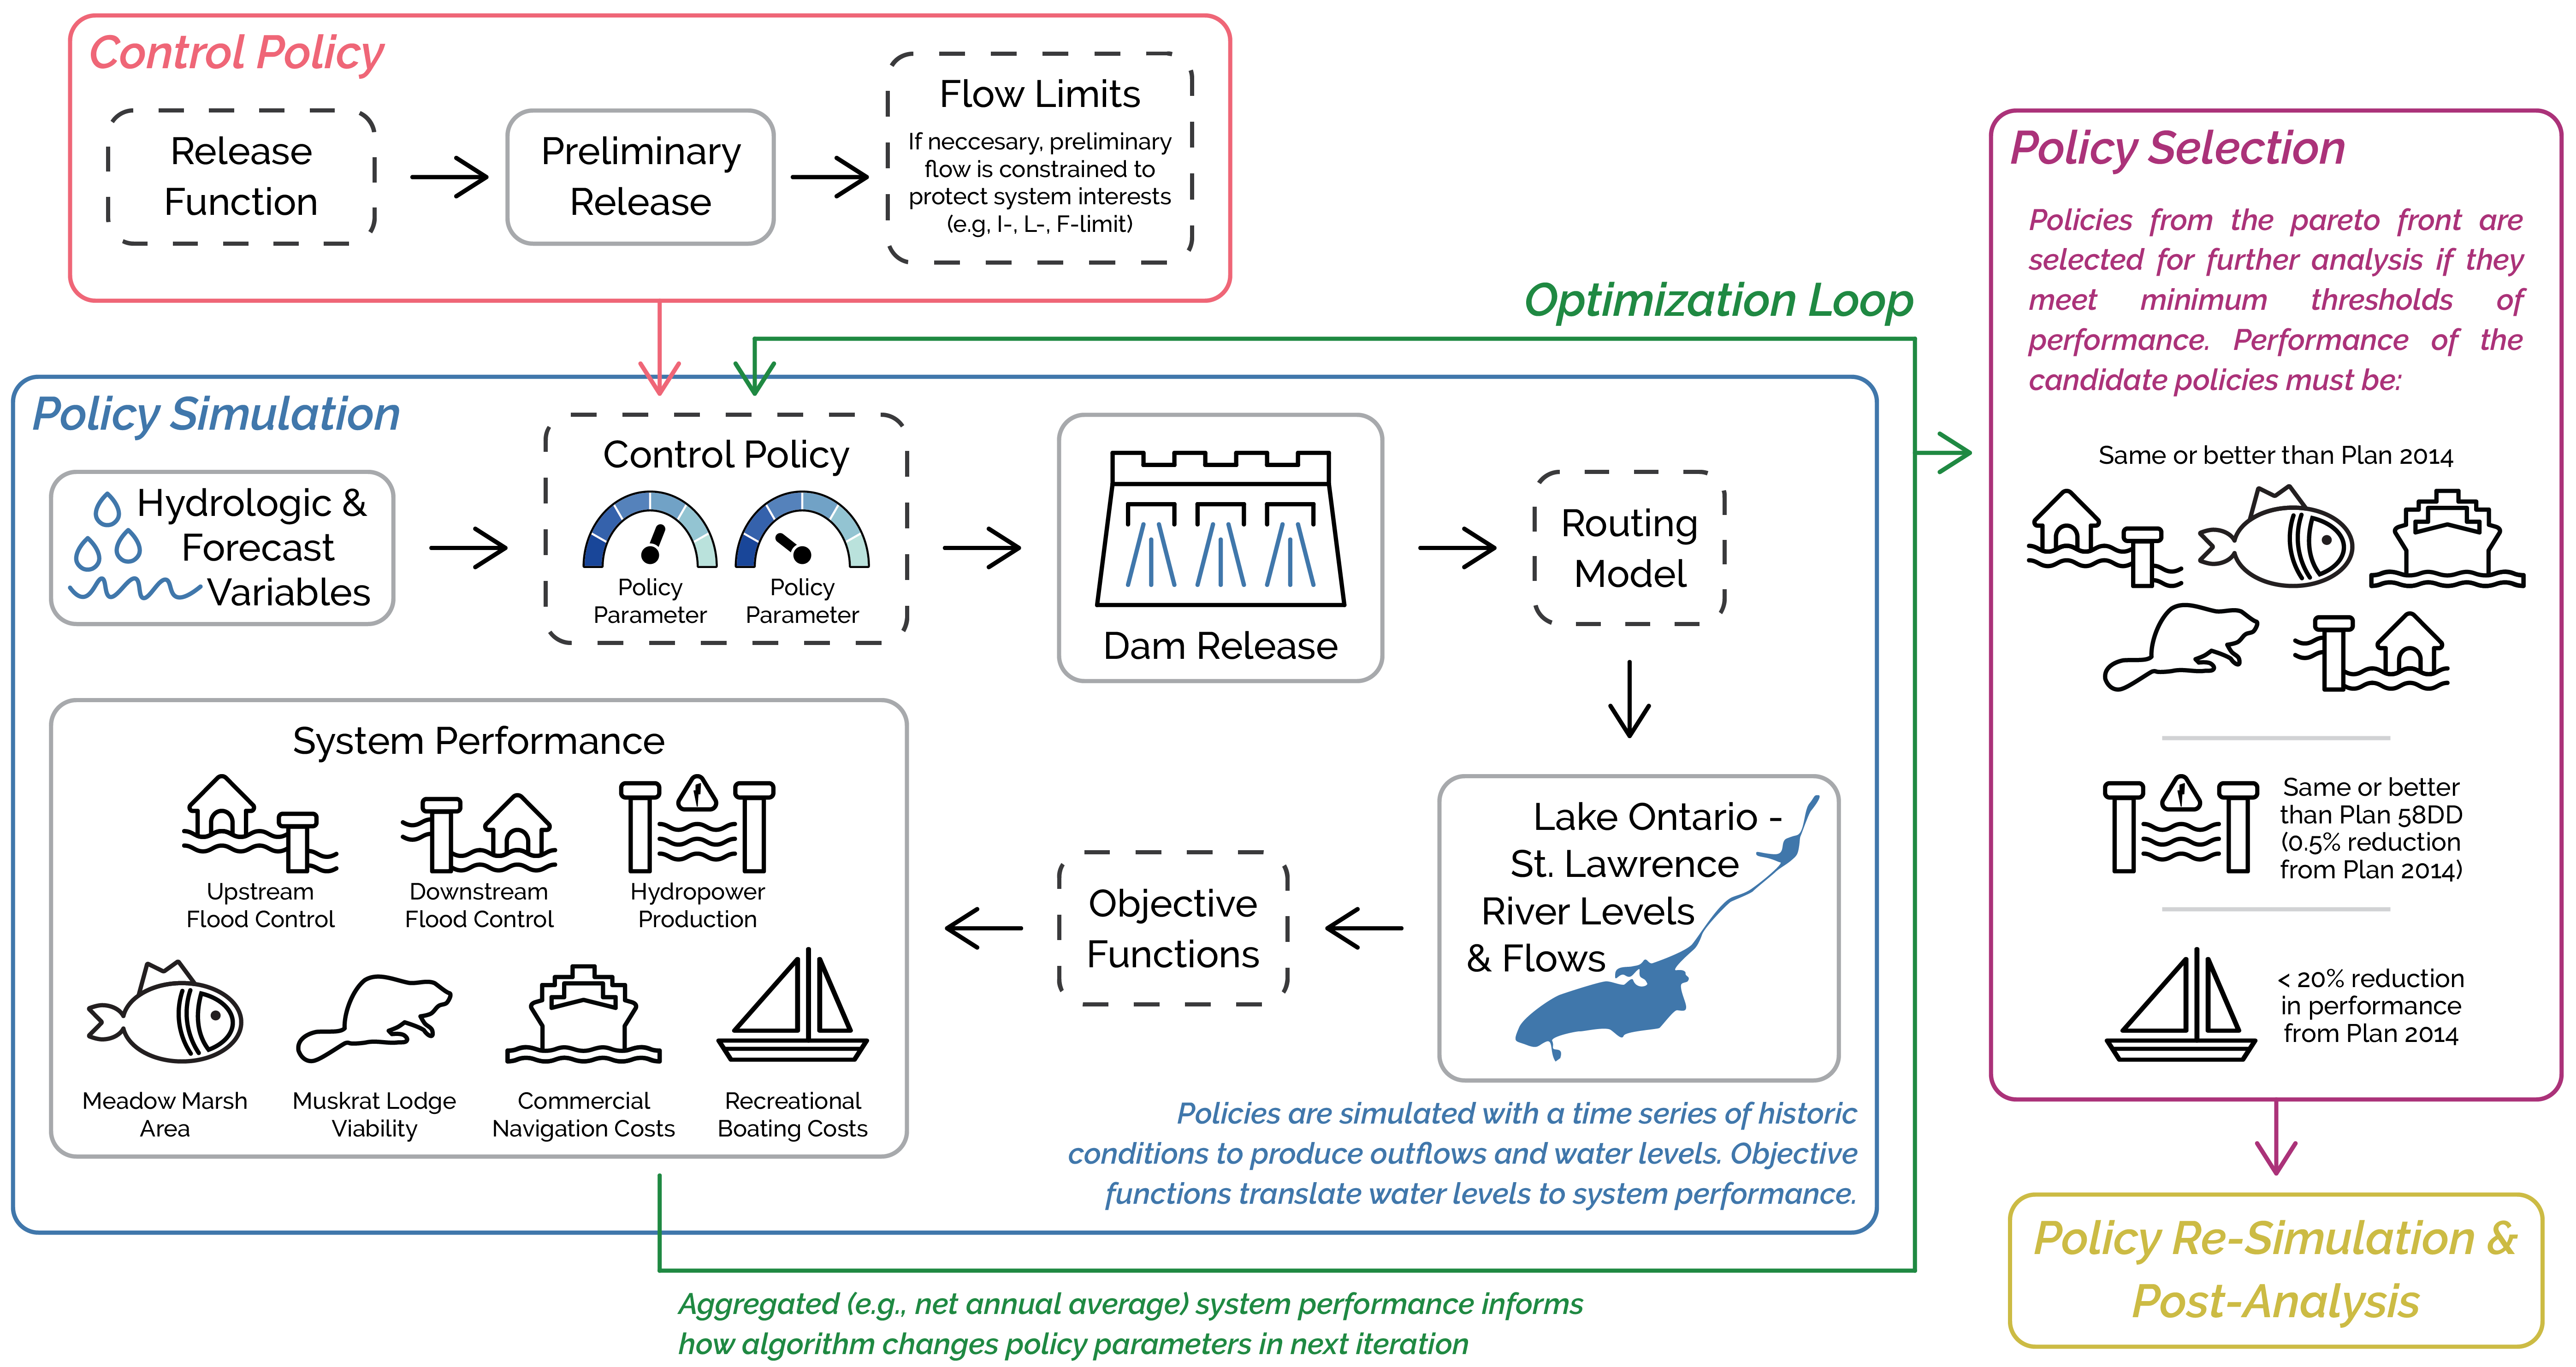 Control Policy
Release
Function
Preliminary
Release
Flow Limits
If neccesary, preliminary
flow is constrained to
protect system interests
(e.g, I-, L-, F-limit)
Optimization Loop
Policy Simulation
Hydrologic &
Forecast
Variables
Control Policy
Policy
Parameter
Policy
Parameter
Dam Release
Routing
Model
Lake Ontario -
St. Lawrence
River Levels
& Flows
Objective
Functions
System Performance
Upstream
Flood Control
Downstream
Flood Control
Hydropower
Production
Meadow Marsh
Area
Muskrat Lodge
Viability
Commercial
Navigation Costs
Recreational
Boating Costs
Policies are simulated with a time series of historic
conditions to produce outflows and water levels. Objective
functions translate water levels to system performance.
Aggregated (e.g., net annual average) system performance informs
how algorithm changes policy parameters in next iteration
Policy Selection
Policies from the pareto front are
selected for further analysis if they
meet minimum thresholds of
performance. Performance of the
candidate policies must be:
Same or better than Plan 2014
Same or better
than Plan 58DD
(0.5% reduction
from Plan 2014)
< 20% reduction
in performance
from Plan 2014
Policy Re-Simulation &
Post-Analysis